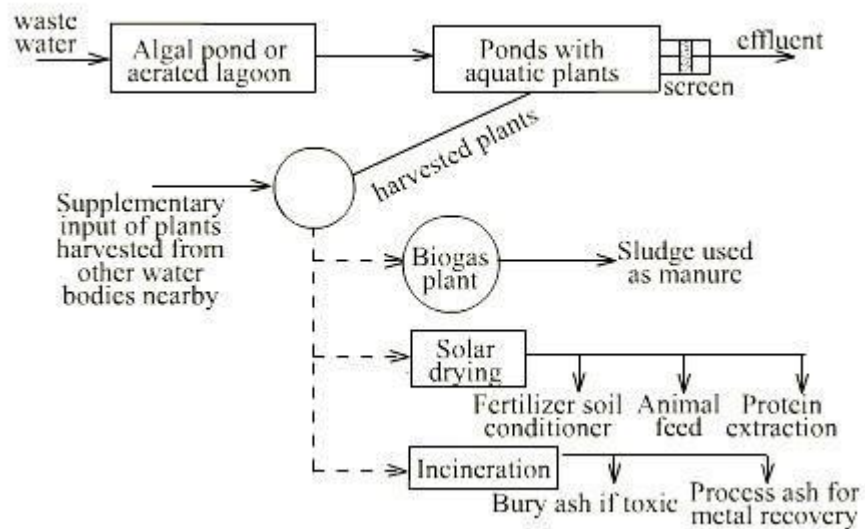 waste
water
Algal pond or
aerated lagoon
Ponds with
aquatic plants
effluent
screen
harvested plants
Supplementary
input of plants
harvested from
other water
bodies nearby
Biogas
plant
Sludge used
as manure
Solar
drying
Fertilizer soil
conditioner
Animal
feed
Protein
extraction
Incineration
Bury ash if toxic
Process ash for
metal recovery